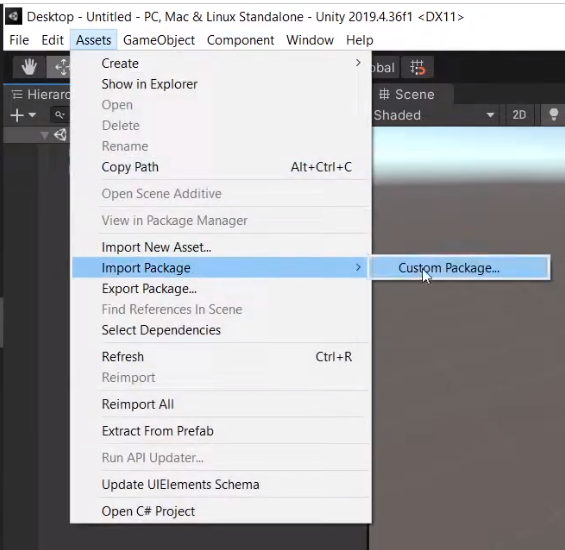 Desktop - Untitled - PC, Mac & Linux Standalone - Unity 2019.4.36f1 <DX11>
File Edit Assets GameObject Component Window Help
Create
Show in Explorer
Open
Delete
Rename
Copy Path Alt+Ctrl+C
Open Scene Additive
View in Package Manager
Import New Asset...
Import Package
Custom Package...
Export Package...
Find References In Scene
Select Dependencies
Refresh Ctrl+R
Reimport
Reimport All
Extract From Prefab
Run API Updater...
Update UIElements Schema
Open C# Project
obal
Hierarc
Scene
Shaded 2D